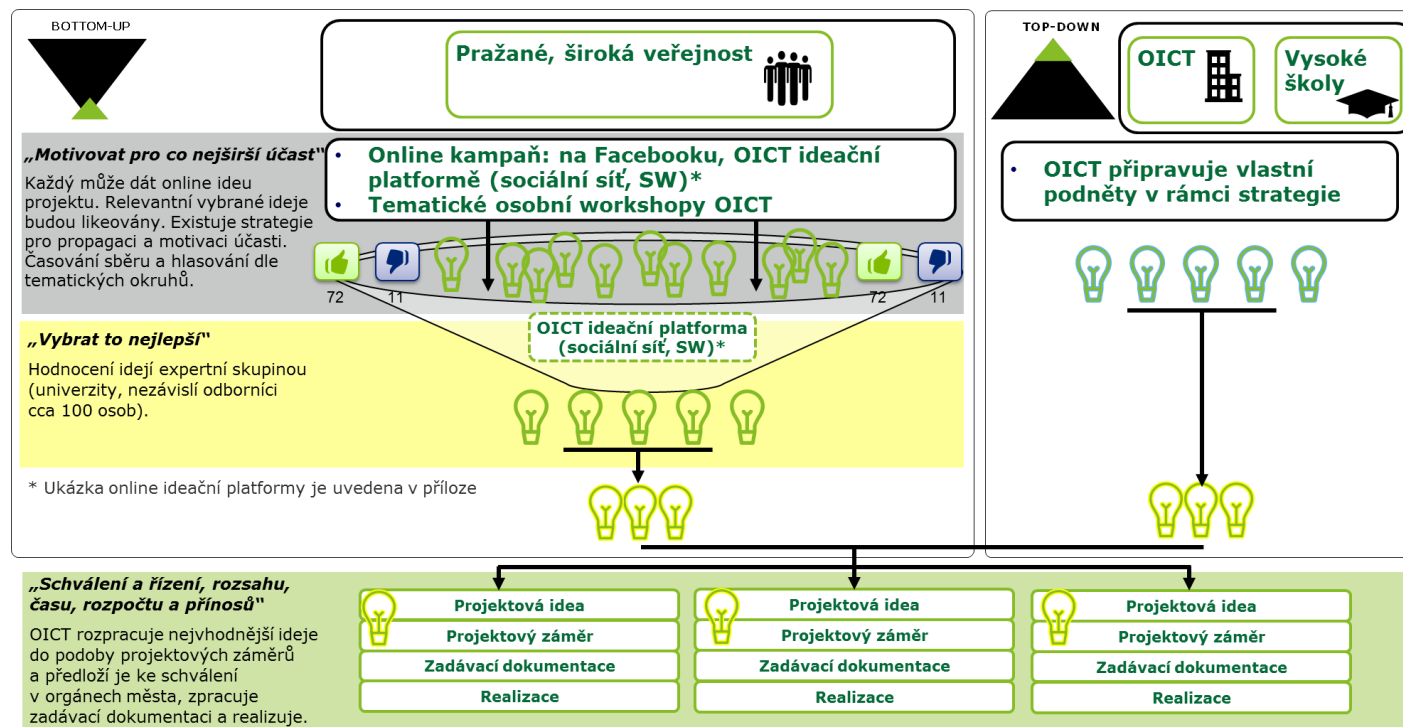 BOTTOM-UP
Pražané, široká veřejnost
„Motivovat pro co nejširší účast“
Každý může dát online ideu
projektu. Relevantní vybrané ideje
budou likeovány. Existuje strategie
pro propagaci a motivaci účasti.
Časování sběru a hlasování dle
tematických okruhů.
• Online kampaň: na Facebooku, OICT ideační
platformě (sociální síť, SW)*
• Tematické osobní workshopy OICT
72
11
72
11
„Vybrat to nejlepší“
Hodnocení idejí expertní skupinou
(univerzity, nezávislí odborníci
cca 100 osob).
OICT ideační platforma
(sociální síť, SW)*
* Ukázka online ideační platformy je uvedena v příloze
TOP-DOWN
OICT
Vysoké
školy
• OICT připravuje vlastní
podněty v rámci strategie
„Schválení a řízení, rozsahu,
času, rozpočtu a přínosů“
OICT rozpracuje nejvhodnější ideje
do podoby projektových záměrů
a předloží je ke schválení
v orgánech města, zpracuje
zadávací dokumentaci a realizuje.
Projektová idea
Projektový záměr
Zadávací dokumentace
Realizace
Projektová idea
Projektový záměr
Zadávací dokumentace
Realizace
Projektová idea
Projektový záměr
Zadávací dokumentace
Realizace